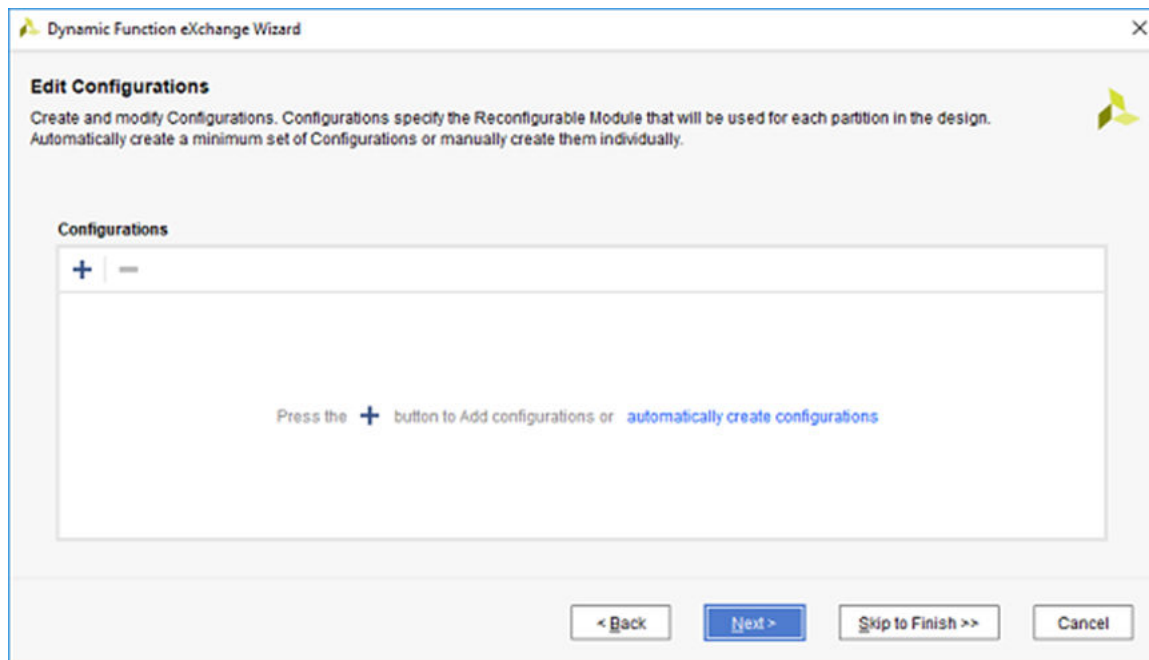 Dynamic Function eXchange Wizard
Edit Configurations
Create and modify Configurations. Configurations specify the Reconfigurable Module that will be used for each partition in the design.
Automatically create a minimum set of Configurations or manually create them individually.
Configurations
Press the + button to Add configurations or automatically create configurations
< Back Next > Skip to Finish >> Cancel